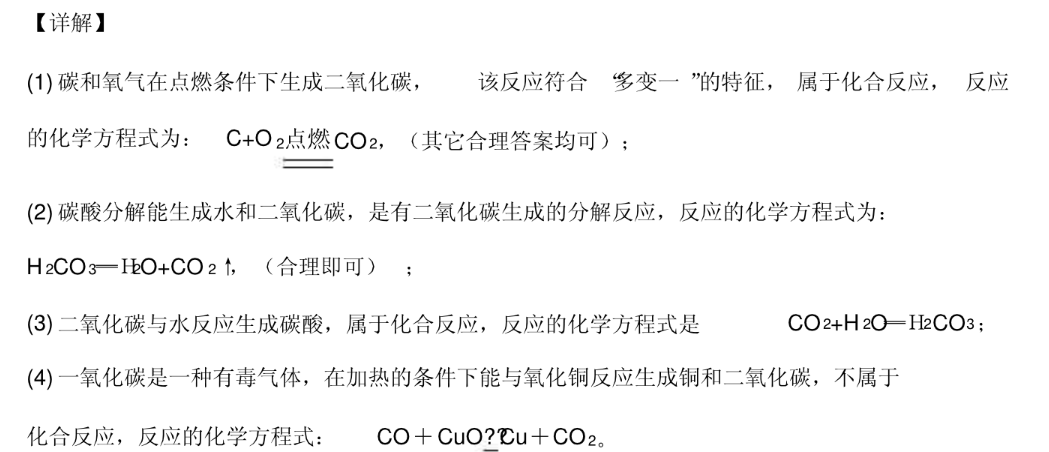 【详解】
(1) 碳和氧气在点燃条件下生成二氧化碳， 该反应符合 “多变一 ”的特征， 属于化合反应， 反应
的化学方程式为： C+O₂点燃CO₂，（其它合理答案均可）；
(2) 碳酸分解能生成水和二氧化碳，是有二氧化碳生成的分解反应，反应的化学方程式为：
H₂CO₃═H₂O+CO₂↑，（合理即可） ；
(3) 二氧化碳与水反应生成碳酸，属于化合反应，反应的化学方程式是 CO₂+H₂O═H₂CO₃；
(4) 一氧化碳是一种有毒气体，在加热的条件下能与氧化铜反应生成铜和二氧化碳，不属于
化合反应，反应的化学方程式： CO＋CuO??Cu＋CO₂。